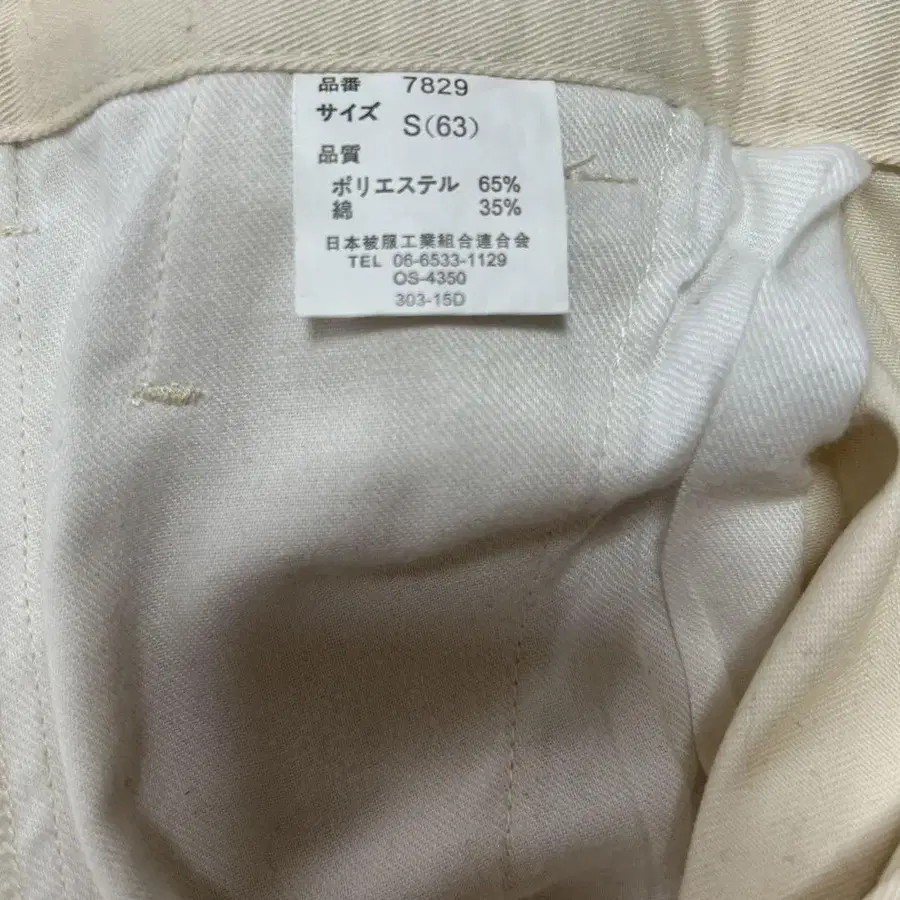 品番 7829
サイズ S(63)
品質
ポリエステル 65%
綿 35%
日本被服工業組合連合会
TEL 06-6533-1129
OS-4350
303-15D